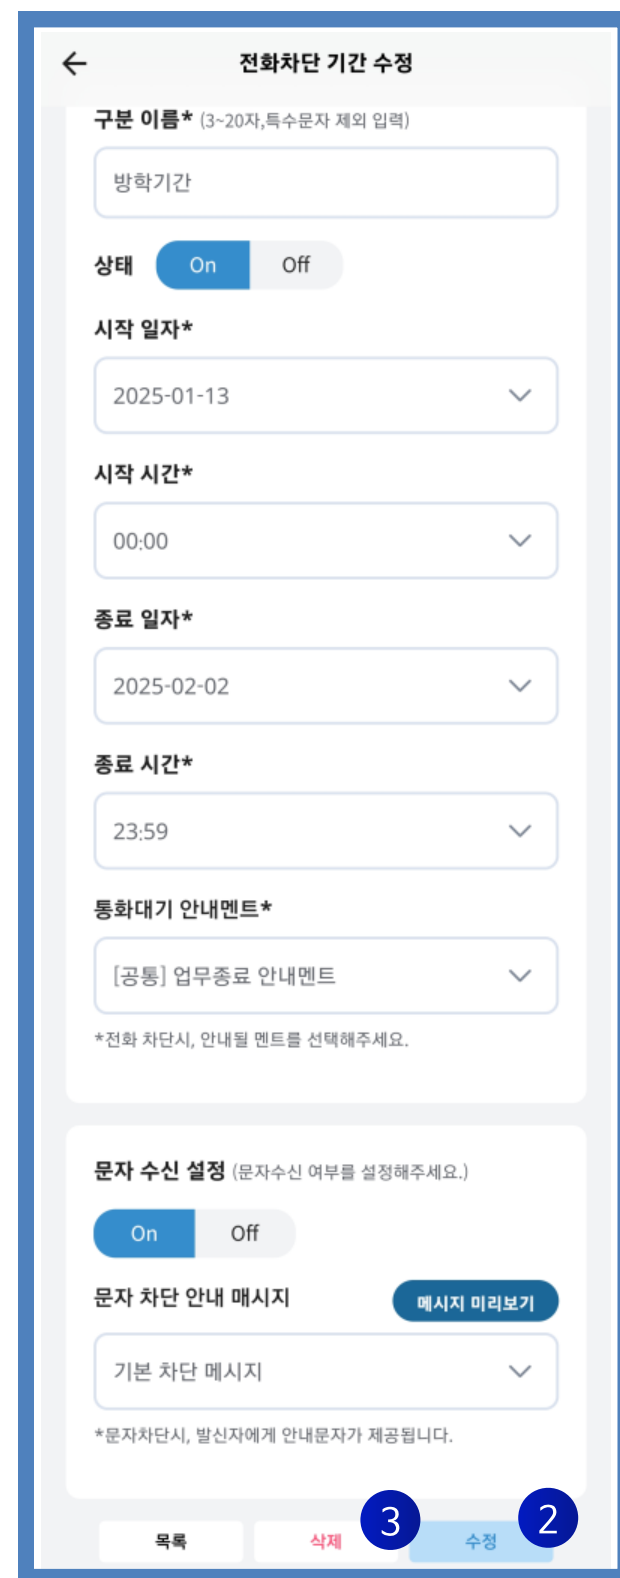 전화차단 기간 수정
구분 이름* (3~20자,특수문자 제외 입력)
방학기간
상태 On Off
시작 일자*
2025-01-13
시작 시간*
00:00
종료 일자*
2025-02-02
종료 시간*
23:59
통화대기 안내멘트*
[공통] 업무종료 안내멘트
*전화 차단시, 안내될 멘트를 선택해주세요.
문자 수신 설정 (문자수신 여부를 설정해주세요.)
On Off
문자 차단 안내 매시지 메시지 미리보기
기본 차단 메시지
*문자차단시, 발신자에게 안내문자가 제공됩니다.
목록 삭제 3 수정 2